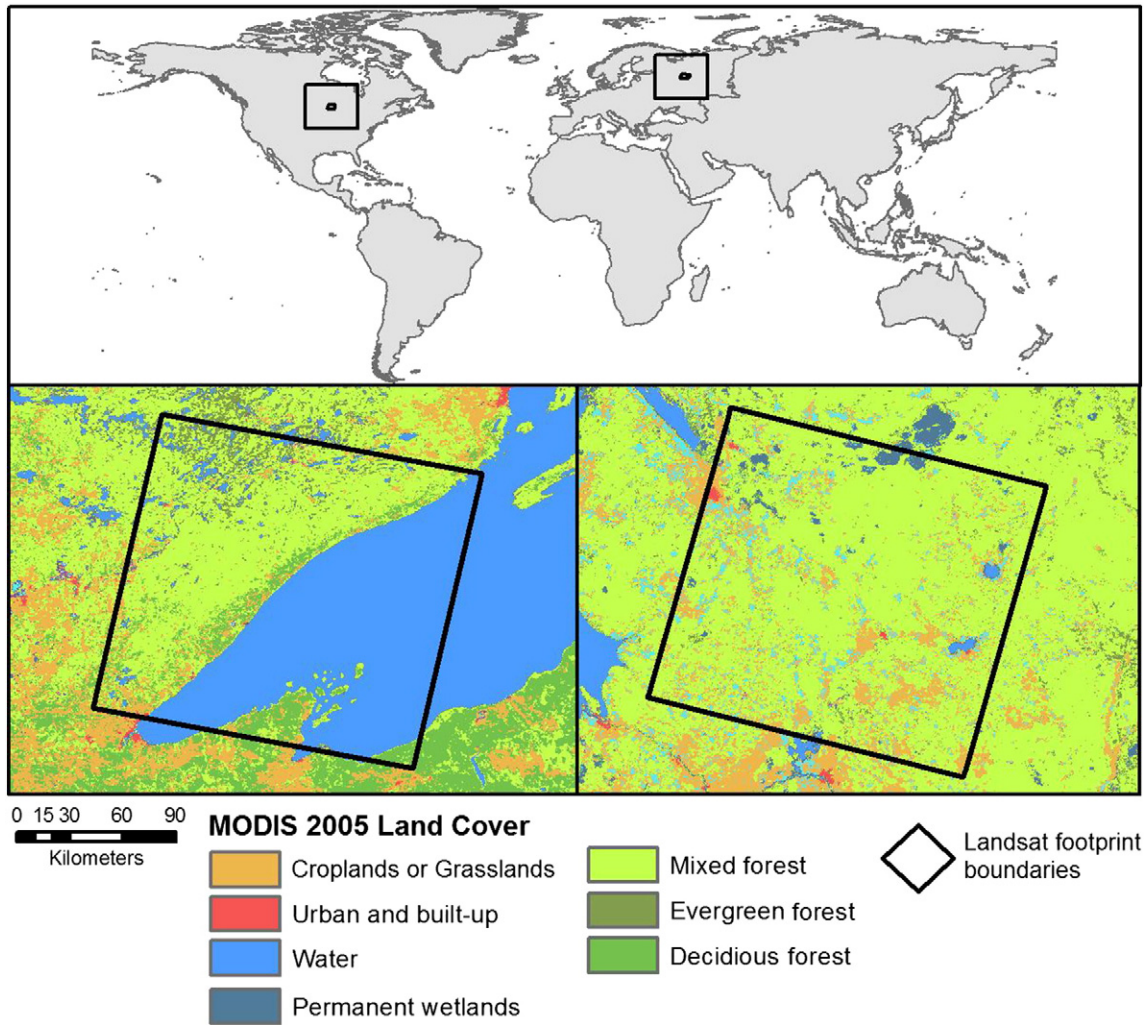 0 15 30 60 90
Kilometers
MODIS 2005 Land Cover
Croplands or Grasslands
Urban and built-up
Water
Permanent wetlands
Mixed forest
Evergreen forest
Decidious forest
Landsat footprint
boundaries